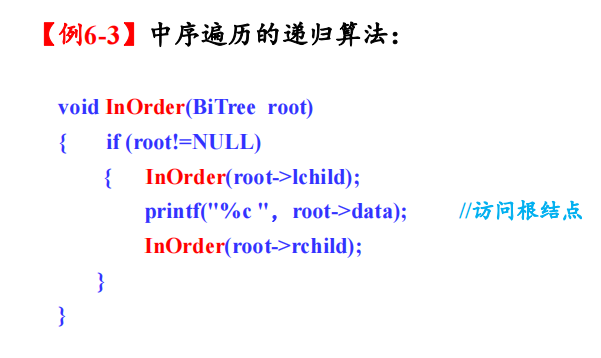 【例6-3】中序遍历的递归算法：
void InOrder(BiTree root)
{ if (root!=NULL)
{ InOrder(root->lchild);
printf("%c "，root->data); //访问根结点
InOrder(root->rchild);
}
}